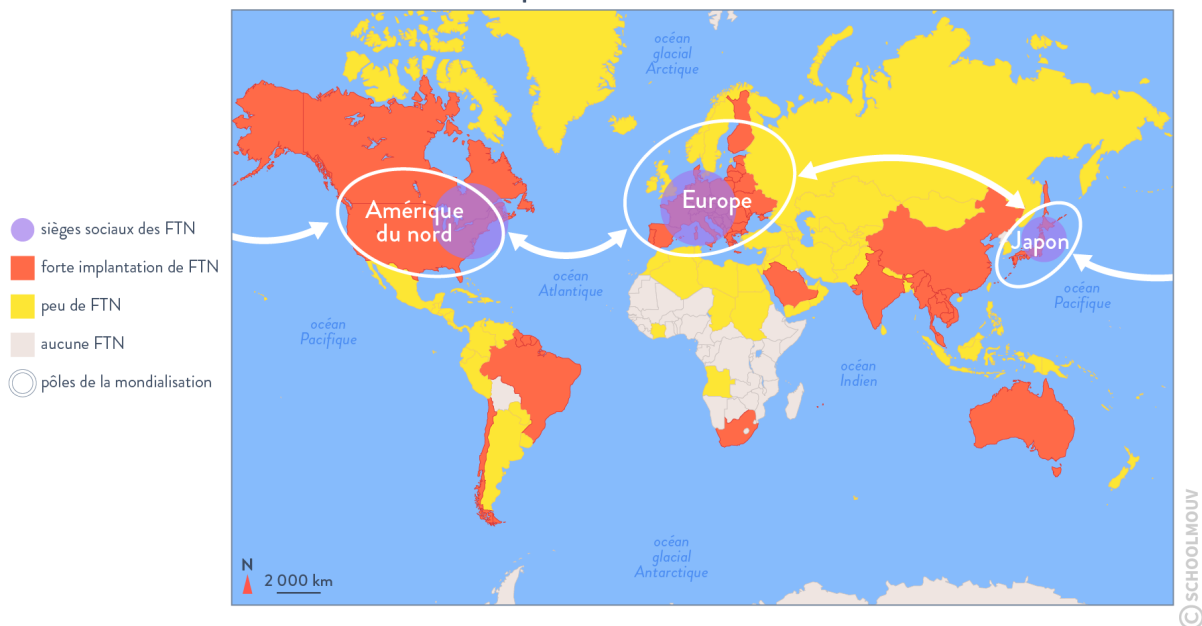 sièges sociaux des FTN
forte implantation de FTN
peu de FTN
aucune FTN
pôles de la mondialisation
océan
glacial
Arctique
Amérique
du nord
Europe
Japon
océan
Atlantique
océan
Pacifique
océan
Pacifique
océan
Indien
océan
glacial
Antarctique
N
2 000 km
© SCHOOLMOUV